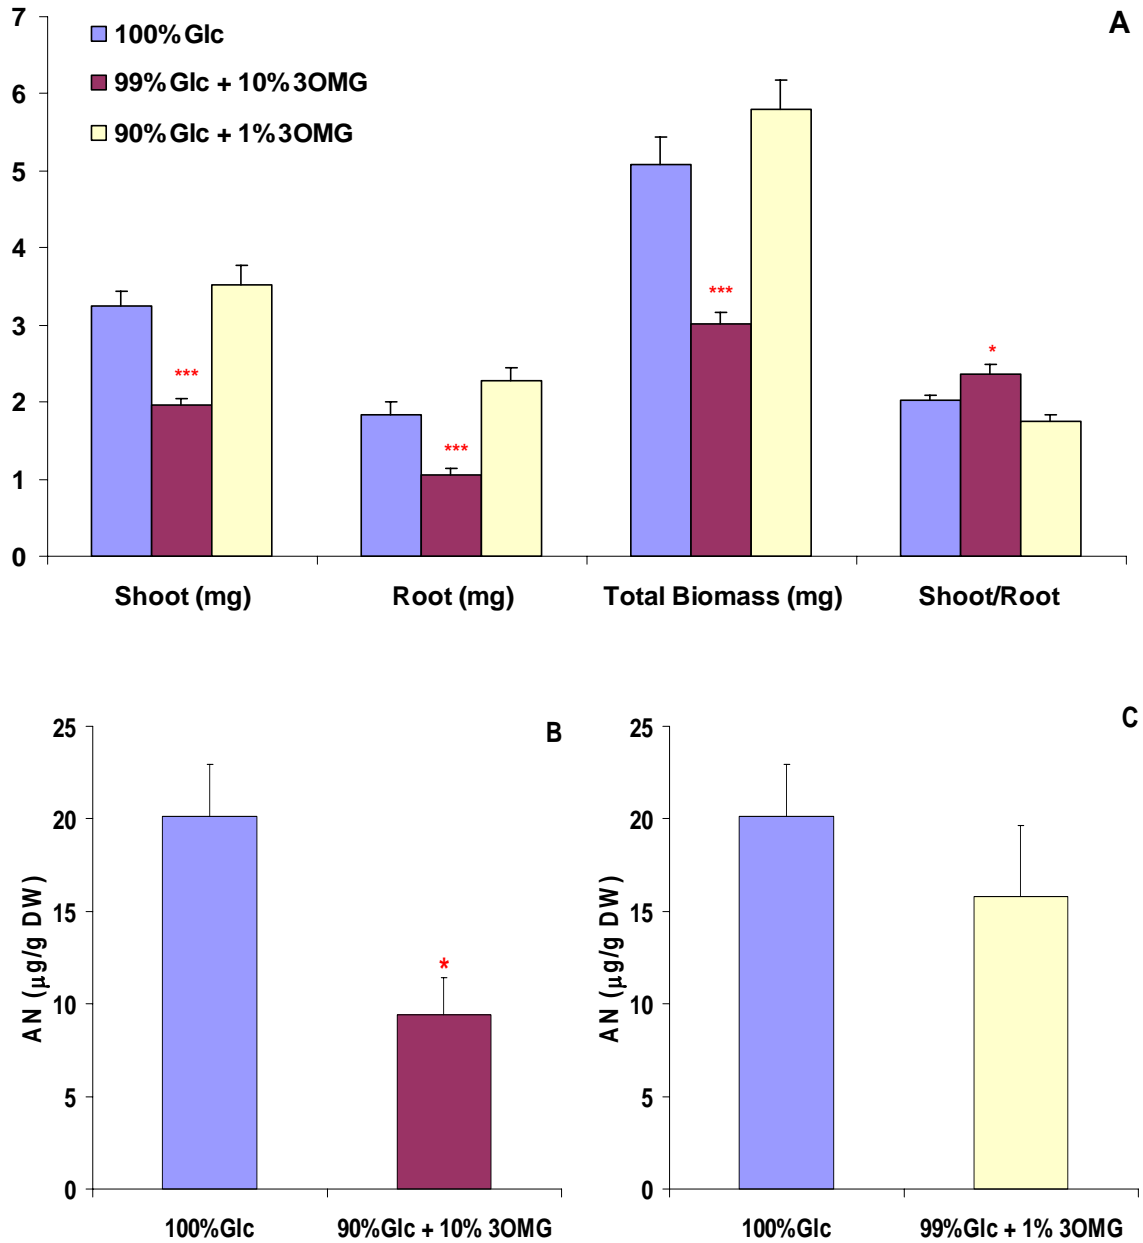 7
A
100%Glc
6
99%Glc + 10%3OMG
90%Glc + 1%3OMG
5
4
***
3
***
*
2
***
1
0
Shoot (mg)
Root (mg)
Total Biomass (mg)
Shoot/Root
B
25
20
15
10
5
0
AN (μg/g DW)
*
100%Glc
90%Glc + 10% 3OMG
C
25
20
15
10
5
0
AN (μg/g DW)
100%Glc
99%Glc + 1% 3OMG